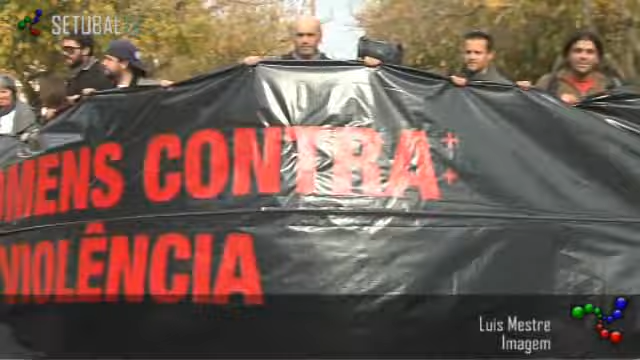 SETUBAL
OMENS CONTRA
VIOLÊNCIA
Luis Mestre
Imagem